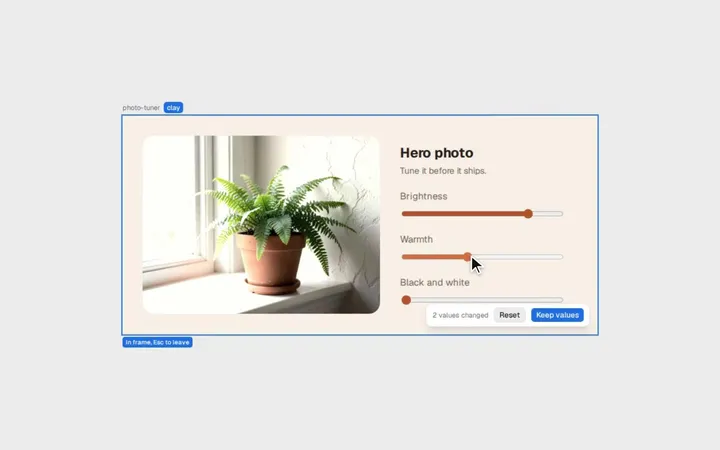 photo-tuner clay
Hero photo
Tune it before it ships.
Brightness
Warmth
Black and white
2 values changed Reset Keep values
In frame, Esc to leave